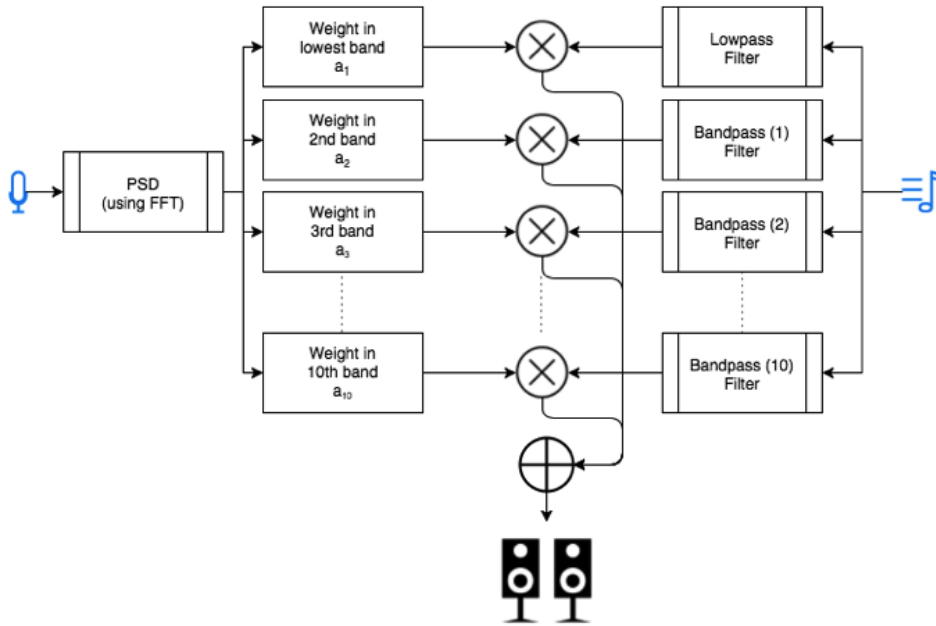 Weight in
lowest band
a₁
Lowpass
Filter
Weight in
2nd band
a₂
Bandpass (1)
Filter
PSD
(using FFT)
Weight in
3rd band
a₃
Bandpass (2)
Filter
Weight in
10th band
a₁₀
Bandpass (10)
Filter